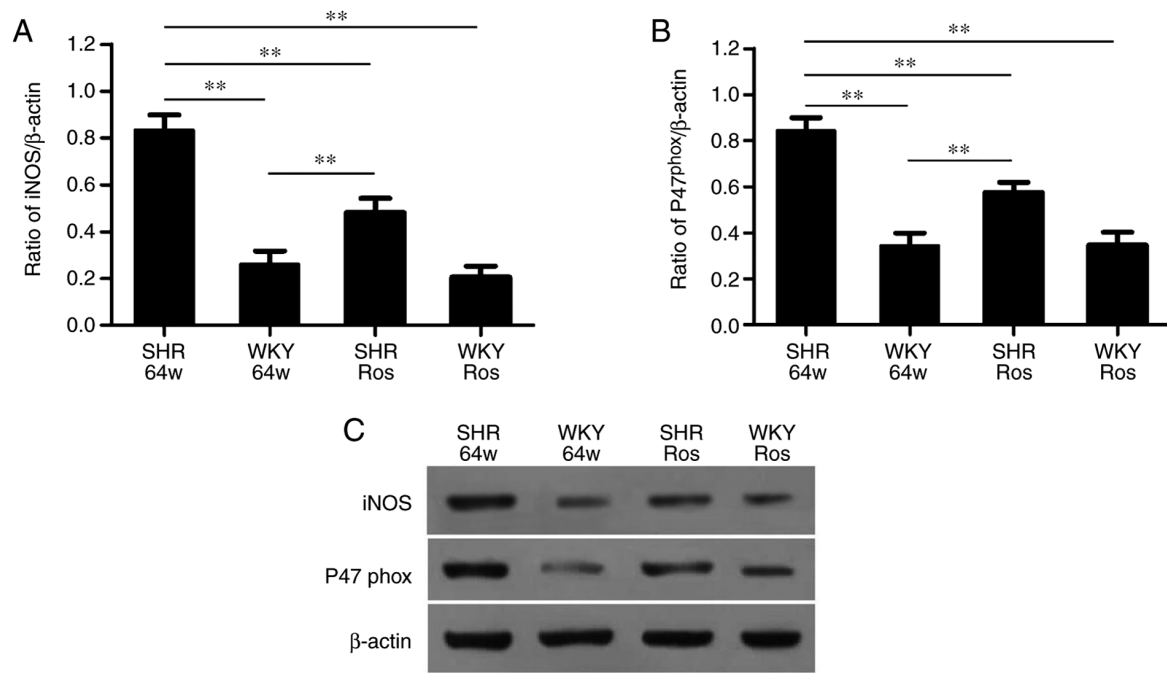 A
Ratio of iNOS/β-actin
1.2
1.0
0.8
0.6
0.4
0.2
0.0
**
**
**
**
SHR
64w
WKY
64w
SHR
Ros
WKY
Ros
B
Ratio of P47phox/β-actin
1.2
1.0
0.8
0.6
0.4
0.2
0.0
**
**
**
**
SHR
64w
WKY
64w
SHR
Ros
WKY
Ros
C
SHR
64w
WKY
64w
SHR
Ros
WKY
Ros
iNOS
P47 phox
β-actin